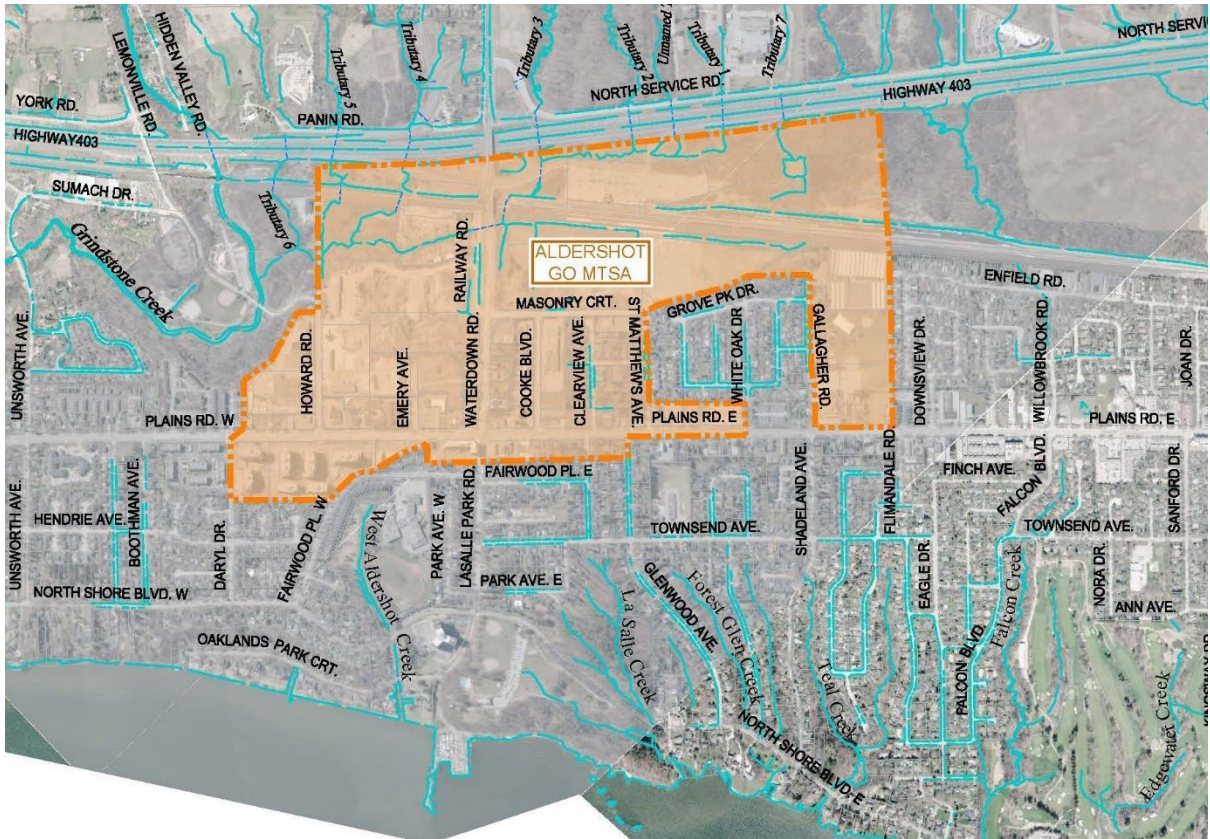 Tributary 3
Tributary 4
Tributary 5
Tributary 2
Unnamed 1
Tributary 1
Tributary 7
NORTH SERVICE RD.
HIDDEN VALLEY RD.
LEMONVILLE RD.
NORTH SERVICE RD.
HIGHWAY 403
YORK RD.
PANIN RD.
HIGHWAY403
SUMACH DR.
Tributary 6
Grindstone Creek
ALDERSHOT
GO MTSA
RAILWAY RD.
ENFIELD RD.
MASONRY CRT.
GROVE PK DR.
UNSWORTH AVE.
HOWARD RD.
EMERY AVE.
WATERDOWN RD.
COOKE BLVD.
CLEARVIEW AVE.
ST MATTHEWS AVE.
WHITE OAK DR
GALLAGHER RD.
DOWNSVIEW DR.
WILLOWBROOK RD.
JOAN DR.
PLAINS RD. W
PLAINS RD. E
PLAINS RD. E
FAIRWOOD PL. E
FINCH AVE.
FALCON BLVD.
UNSWORTH AVE.
BOOTHMAN AVE.
HENDRIE AVE.
DARYL DR.
FAIRWOOD PL. W
West Aldershot Creek
PARK AVE. W
LASALLE PARK RD.
TOWNSEND AVE.
SHADELAND AVE.
FLIMANDALE RD.
TOWNSEND AVE.
SANFORD DR.
NORTH SHORE BLVD. W
PARK AVE. E
GLENWOOD AVE
Forest Glen Creek
EAGLE DR.
Falcon Creek
NORA DR.
ANN AVE.
OAKLANDS PARK CRT.
La Salle Creek
Teal Creek
FALCON BLVD.
NORTH SHORE BLVD. E
Edgewater Creek